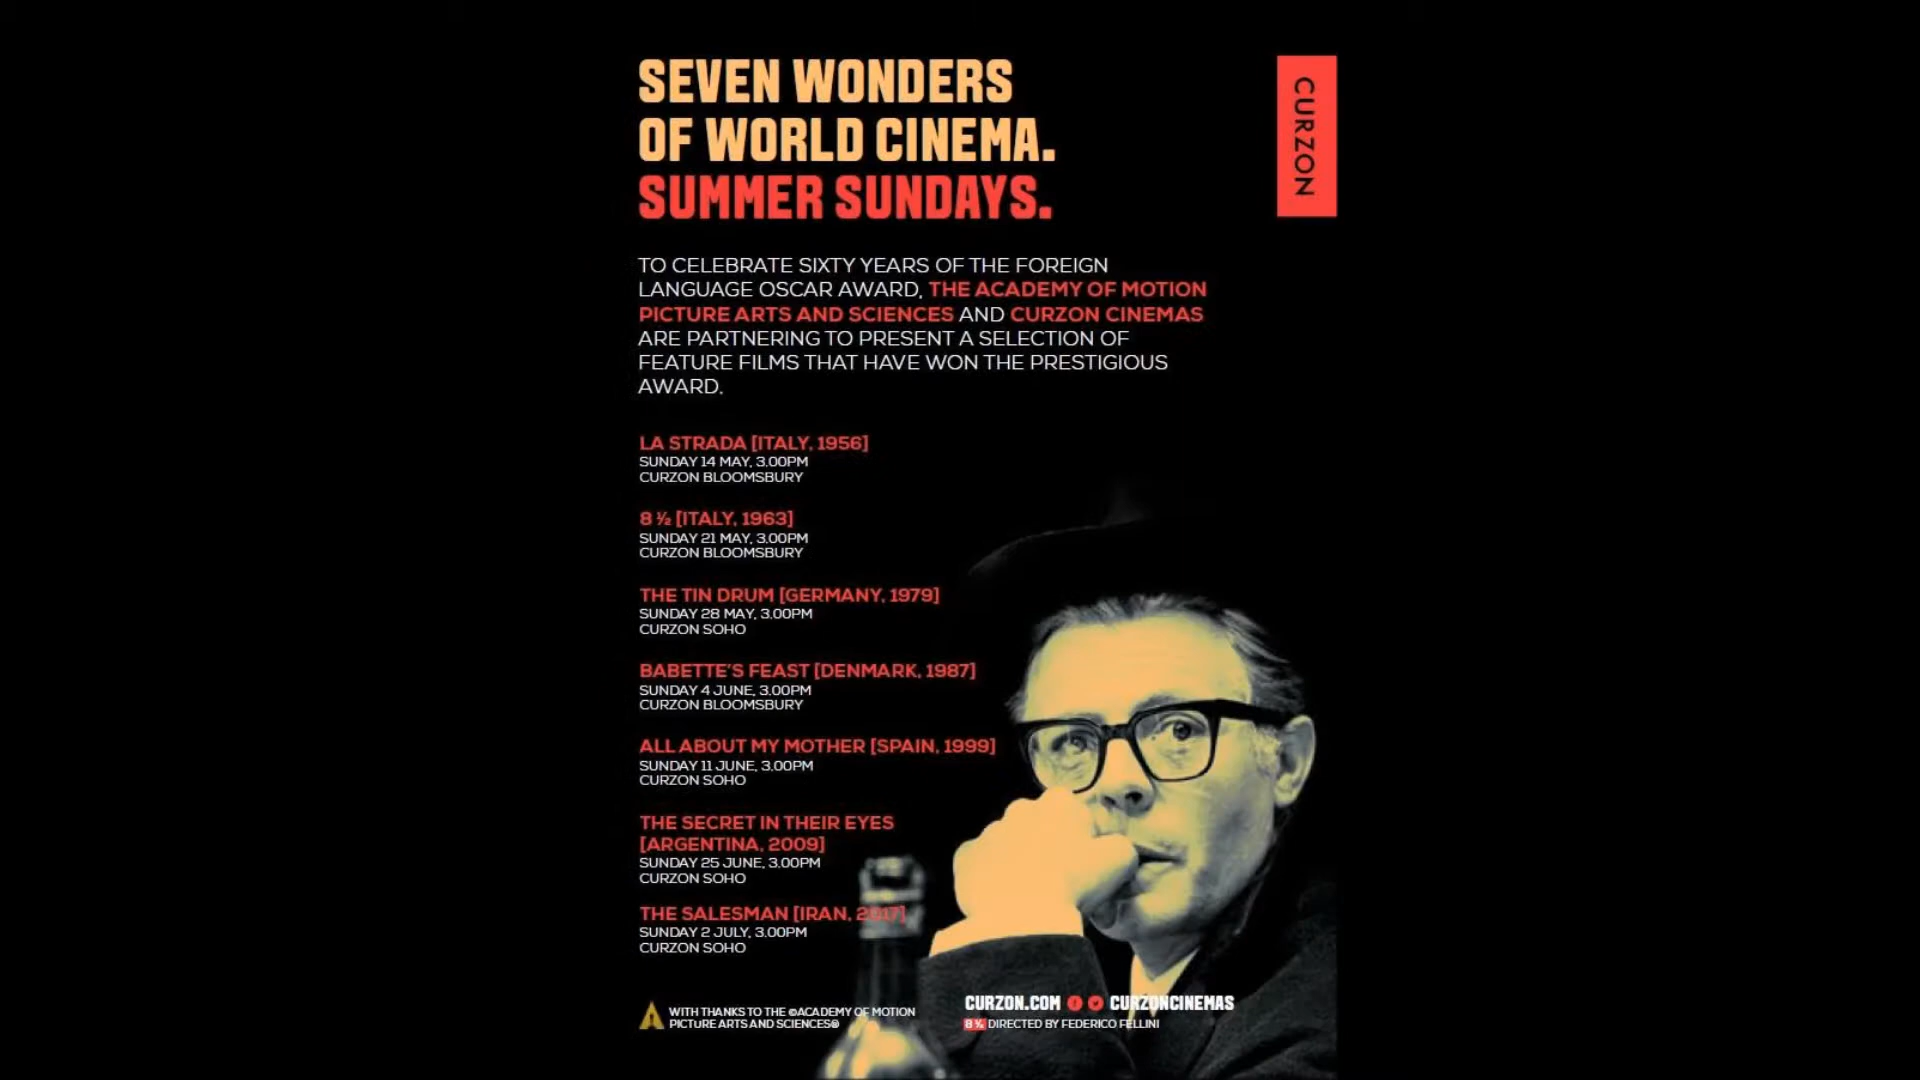 SEVEN WONDERS
OF WORLD CINEMA.
SUMMER SUNDAYS.
CURZON
TO CELEBRATE SIXTY YEARS OF THE FOREIGN
LANGUAGE OSCAR AWARD, THE ACADEMY OF MOTION
PICTURE ARTS AND SCIENCES AND CURZON CINEMAS
ARE PARTNERING TO PRESENT A SELECTION OF
FEATURE FILMS THAT HAVE WON THE PRESTIGIOUS
AWARD.
LA STRADA [ITALY, 1956]
SUNDAY 14 MAY, 3.00PM
CURZON BLOOMSBURY
8 ½ [ITALY, 1963]
SUNDAY 21 MAY, 3.00PM
CURZON BLOOMSBURY
THE TIN DRUM [GERMANY, 1979]
SUNDAY 28 MAY, 3.00PM
CURZON SOHO
BABETTE'S FEAST [DENMARK, 1987]
SUNDAY 4 JUNE, 3.00PM
CURZON BLOOMSBURY
ALL ABOUT MY MOTHER [SPAIN, 1999]
SUNDAY 11 JUNE, 3.00PM
CURZON SOHO
THE SECRET IN THEIR EYES
[ARGENTINA, 2009]
SUNDAY 25 JUNE, 3.00PM
CURZON SOHO
THE SALESMAN [IRAN, 2017]
SUNDAY 2 JULY, 3.00PM
CURZON SOHO
WITH THANKS TO THE ©ACADEMY OF MOTION
PICTURE ARTS AND SCIENCES®
CURZON.COM CURZONCINEMAS
8 ½ DIRECTED BY FEDERICO FELLINI